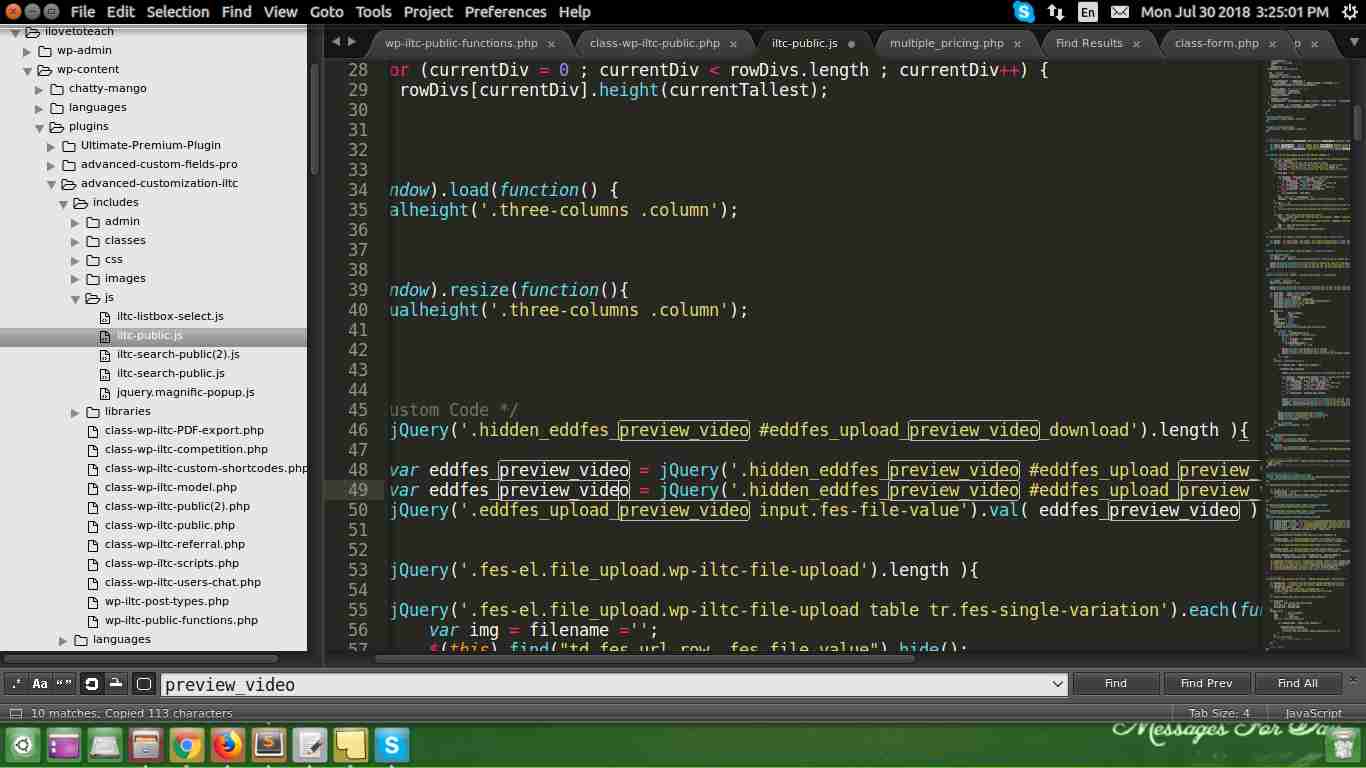 File Edit Selection Find View Goto Tools Project Preferences Help
En Mon Jul 30 2018 3:25:01 PM
ilovetoteach
wp-admin
wp-content
chatty-mango
languages
plugins
Ultimate-Premium-Plugin
advanced-custom-fields-pro
advanced-customization-iltc
includes
admin
classes
css
images
js
iltc-listbox-select.js
iltc-public.js
iltc-search-public(2).js
iltc-search-public.js
jquery.magnific-popup.js
libraries
class-wp-iltc-PDF-export.php
class-wp-iltc-competition.php
class-wp-iltc-custom-shortcodes.php
class-wp-iltc-model.php
class-wp-iltc-public(2).php
class-wp-iltc-public.php
class-wp-iltc-referral.php
class-wp-iltc-scripts.php
class-wp-iltc-users-chat.php
wp-iltc-post-types.php
wp-iltc-public-functions.php
languages
wp-iltc-public-functions.php × class-wp-iltc-public.php × iltc-public.js multiple_pricing.php × Find Results × class-form.php × p ×
28 or (currentDiv = 0 ; currentDiv < rowDivs.length ; currentDiv++) {
29 rowDivs[currentDiv].height(currentTallest);
30
31
32
33
34 ndow).load(function() {
35 alheight('.three-columns .column');
36
37
38
39 ndow).resize(function(){
40 ualheight('.three-columns .column');
41
42
43
44
45 ustom Code */
46 jQuery('.hidden_eddfes_preview_video #eddfes_upload_preview_video_download').length ){
47
48 var eddfes_preview_video = jQuery('.hidden_eddfes_preview_video #eddfes_upload_preview_
49 var eddfes_preview_video = jQuery('.hidden_eddfes_preview_video #eddfes_upload_preview_
50 jQuery('.eddfes_upload_preview_video input.fes-file-value').val( eddfes_preview_video )
51
52
53 jQuery('.fes-el.file_upload.wp-iltc-file-upload').length ){
54
55 jQuery('.fes-el.file_upload.wp-iltc-file-upload table tr.fes-single-variation').each(fu
56 var img = filename ='';
57 $(this).find("td.fes-url-row .fes-file-value").hide();
.* Aa “” preview_video Find Find Prev Find All ×
10 matches, Copied 113 characters Tab Size: 4 JavaScript
Messages For Day